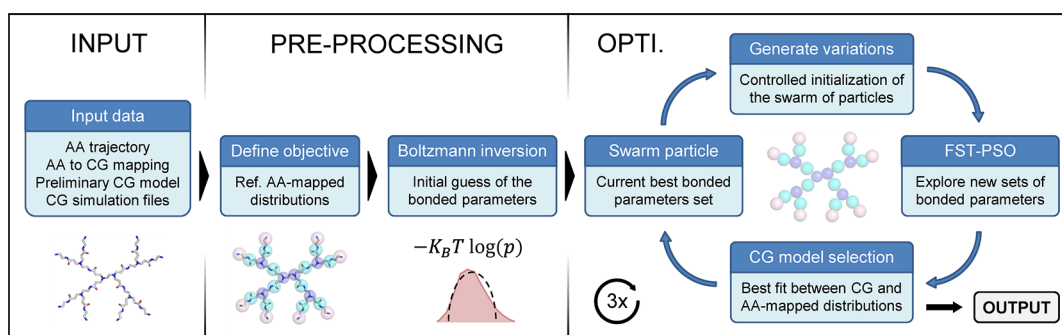 INPUT
PRE-PROCESSING
OPTI.
Input data
AA trajectory
AA to CG mapping
Preliminary CG model
CG simulation files
Define objective
Ref. AA-mapped
distributions
Boltzmann inversion
Initial guess of the
bonded parameters
−K_B T log(p)
Swarm particle
Current best bonded
parameters set
Generate variations
Controlled initialization of
the swarm of particles
FST-PSO
Explore new sets of
bonded parameters
CG model selection
Best fit between CG and
AA-mapped distributions
3x
OUTPUT